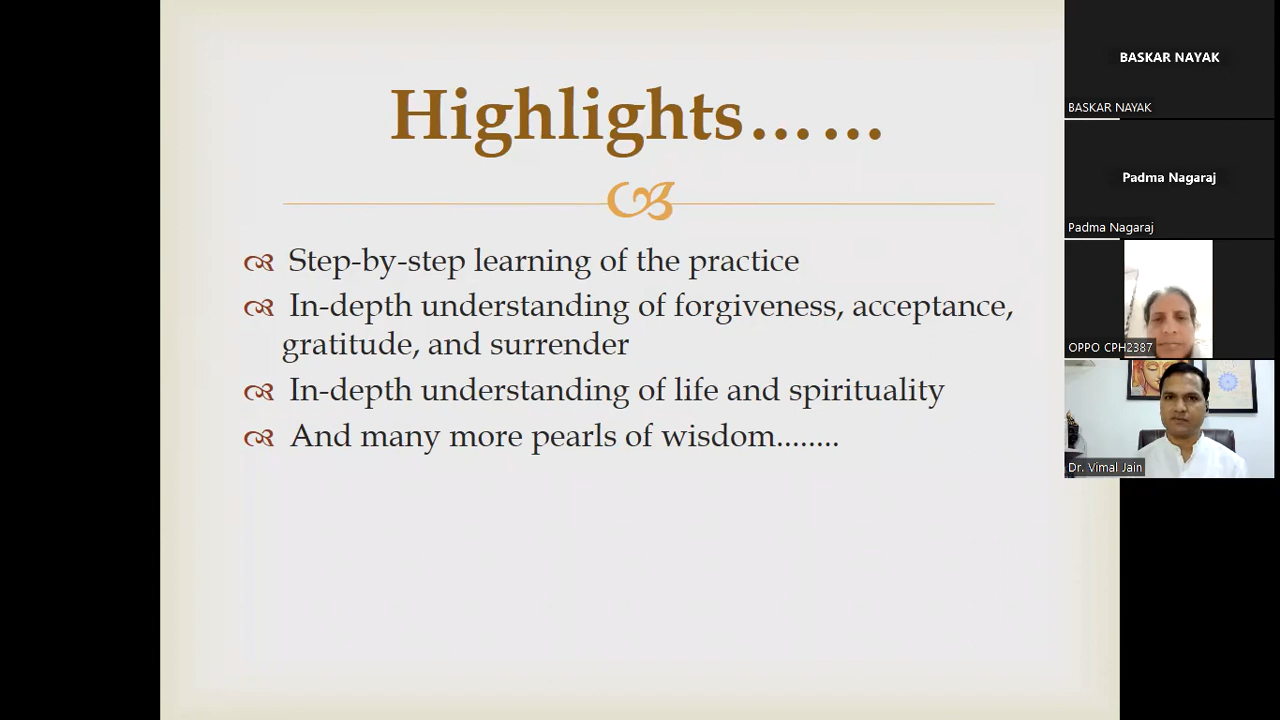 Highlights……
Step-by-step learning of the practice
In-depth understanding of forgiveness, acceptance,
gratitude, and surrender
In-depth understanding of life and spirituality
And many more pearls of wisdom........
BASKAR NAYAK
BASKAR NAYAK
Padma Nagaraj
Padma Nagaraj
OPPO CPH2387
Dr. Vimal Jain